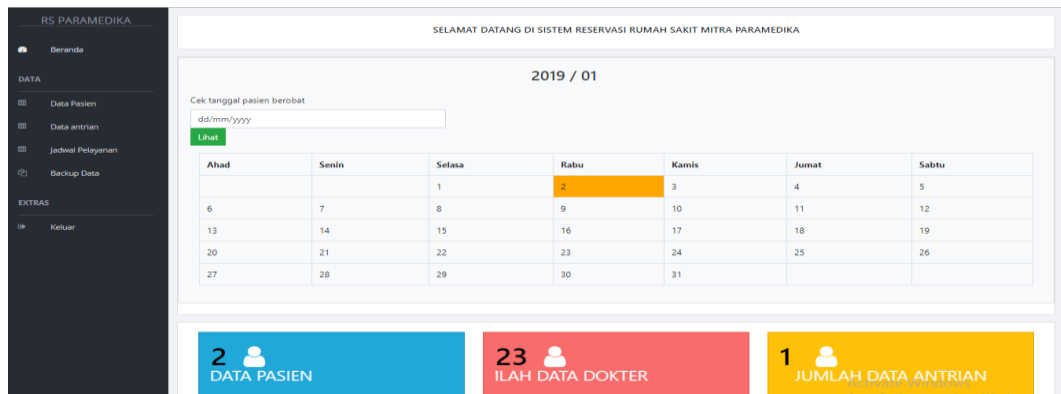 RS PARAMEDIKA
Beranda
DATA
Data Pasien
Data antrian
Jadwal Pelayanan
Backup Data
EXTRAS
Keluar
SELAMAT DATANG DI SISTEM RESERVASI RUMAH SAKIT MITRA PARAMEDIKA
2019 / 01
Cek tanggal pasien berobat
dd/mm/yyyy
Lihat
Ahad Senin Selasa Rabu Kamis Jumat Sabtu
1 2 3 4 5
6 7 8 9 10 11 12
13 14 15 16 17 18 19
20 21 22 23 24 25 26
27 28 29 30 31
2
DATA PASIEN
23
ILAH DATA DOKTER
1
JUMLAH DATA ANTRIAN
Activate Windows